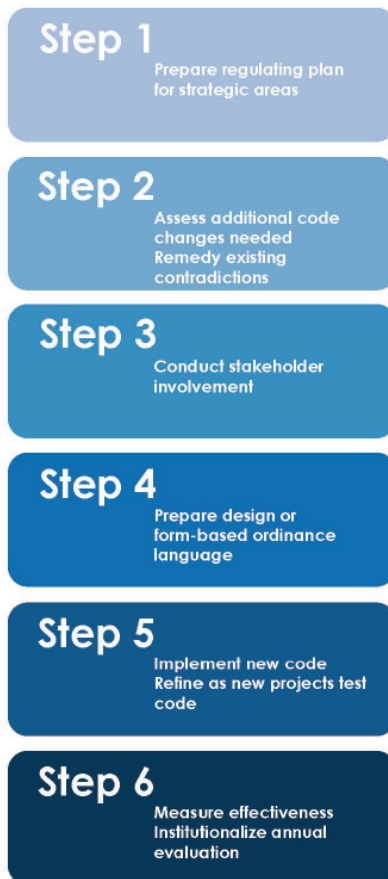 Step 1
Prepare regulating plan
for strategic areas
Step 2
Assess additional code
changes needed
Remedy existing
contradictions
Step 3
Conduct stakeholder
involvement
Step 4
Prepare design or
form-based ordinance
language
Step 5
Implement new code
Refine as new projects test
code
Step 6
Measure effectiveness
Institutionalize annual
evaluation